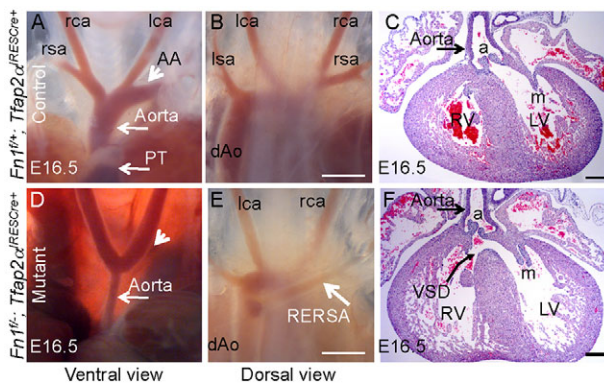 Fn1f/+; Tfap2αIRESCre+
Control
A
rca
lca
rsa
AA
Aorta
PT
E16.5
B
lca
rca
lsa
rsa
dAo
C
Aorta
a
m
RV
LV
E16.5
Fn1f/-; Tfap2αIRESCre+
Mutant
D
Aorta
E16.5
E
lca
rca
RERSA
dAo
F
Aorta
a
m
VSD
RV
LV
E16.5
Ventral view
Dorsal view